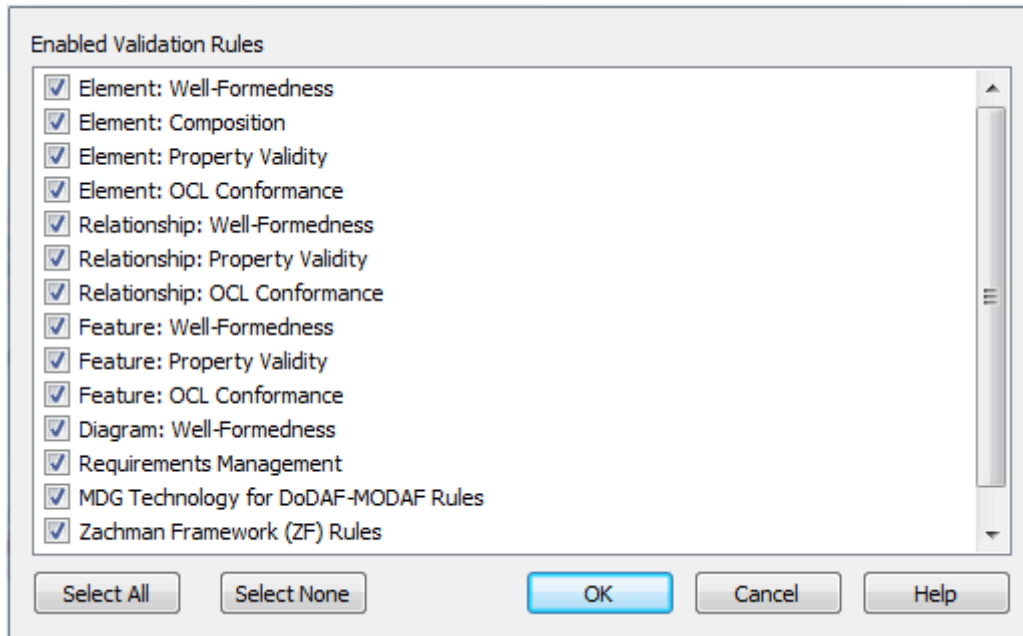 Enabled Validation Rules
Element: Well-Formedness
Element: Composition
Element: Property Validity
Element: OCL Conformance
Relationship: Well-Formedness
Relationship: Property Validity
Relationship: OCL Conformance
Feature: Well-Formedness
Feature: Property Validity
Feature: OCL Conformance
Diagram: Well-Formedness
Requirements Management
MDG Technology for DoDAF-MODAF Rules
Zachman Framework (ZF) Rules
Select All Select None OK Cancel Help